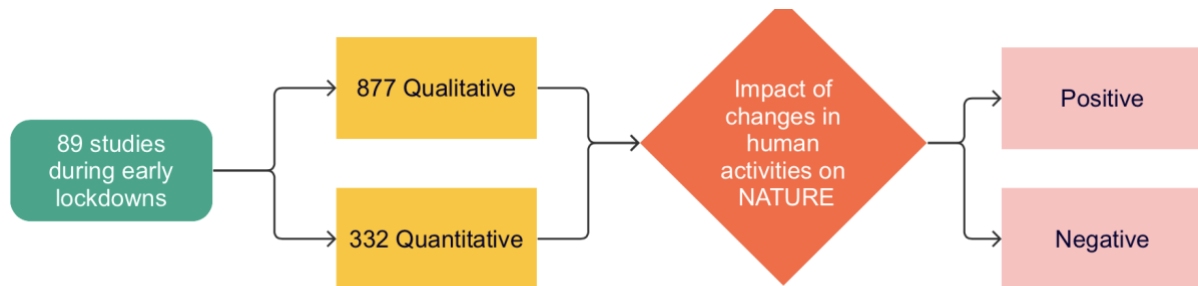 89 studies
during early
lockdowns
877 Qualitative
332 Quantitative
Impact of
changes in
human
activities on
NATURE
Positive
Negative